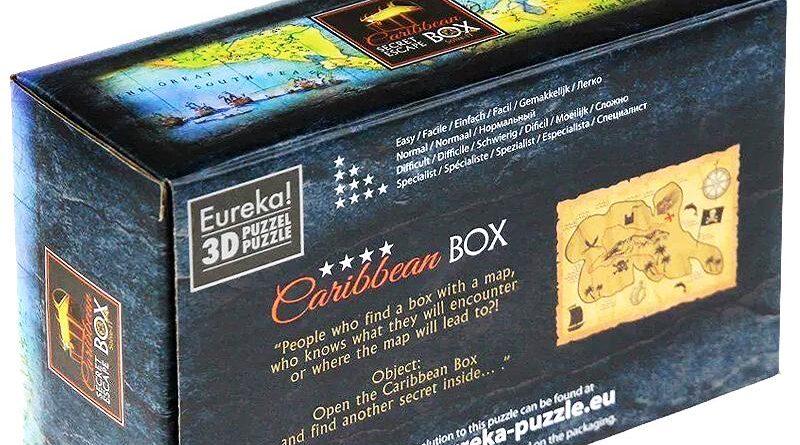 Caribbean
SECRET
ESCAPE
BOX
THE GREAT
SOUTH SEA
Easy / Facile / Einfach / Facil / Gemakkelijk / Легко
Normal / Normaal / Нормальный
Difficult / Difficile / Schwierig / Dificil / Moeilijk / Сложно
Specialist / Spécialiste / Spezialist / Especialista / Специалист
Eureka!
3D PUZZEL
PUZZLE
Caribbean BOX
"People who find a box with a map,
who knows what they will encounter
or where the map will lead to?!
Object:
Open the Caribbean Box
and find another secret inside... ."
olution to this puzzle can be found at
reka-puzzle.eu
on the packaging.
Caribbean
SECRET
ESCAPE
BOX